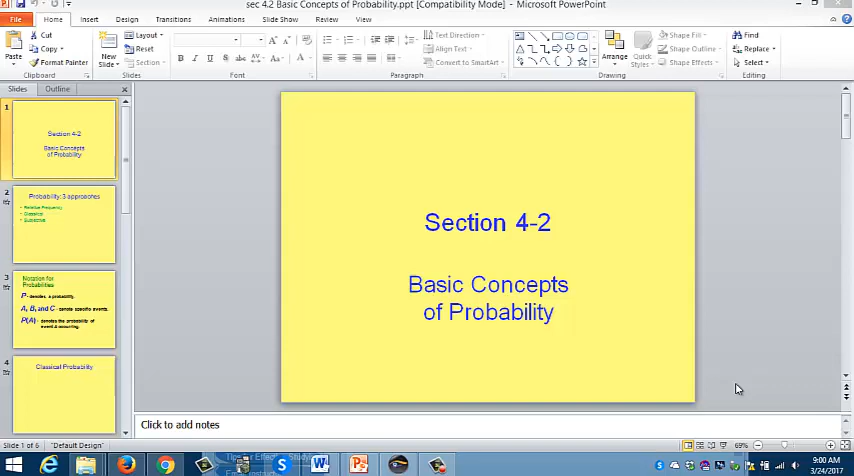 sec 4.2 Basic Concepts of Probability.ppt [Compatibility Mode] - Microsoft PowerPoint
File Home Insert Design Transitions Animations Slide Show Review View
Paste
Cut
Copy
Format Painter
Clipboard
New Slide
Layout
Reset
Section
Slides
Font
Text Direction
Align Text
Convert to SmartArt
Paragraph
Arrange
Quick Styles
Shape Fill
Shape Outline
Shape Effects
Drawing
Find
Replace
Select
Editing
Slides Outline
1
Section 4-2
Basic Concepts
of Probability
2
Probability: 3 approaches
Relative Frequency
Classical
Subjective
3
Notation for
Probabilities
P - denotes a probability.
A, B, and C - denote specific events.
P(A) - denotes the probability of
event A occurring.
4
Classical Probability
Section 4-2
Basic Concepts
of Probability
Click to add notes
Slide 1 of 6 "Default Design" 69%
9:00 AM
3/24/2017